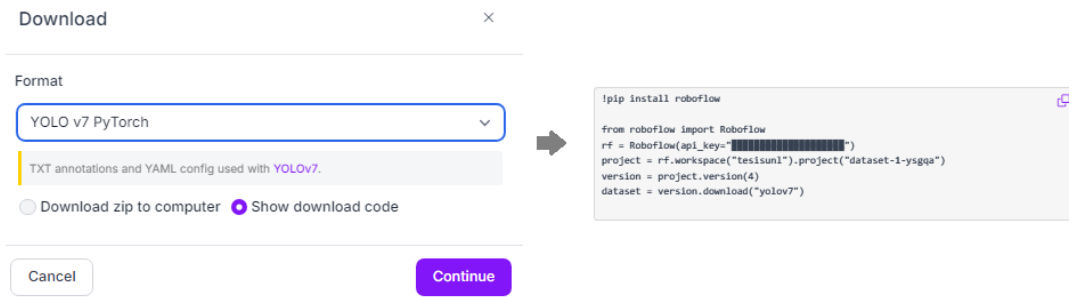 Download
Format
YOLO v7 PyTorch
TXT annotations and YAML config used with YOLOv7.
Download zip to computer
Show download code
Cancel
Continue
!pip install roboflow
from roboflow import Roboflow
rf = Roboflow(api_key="████████████████████")
project = rf.workspace("tesisunl").project("dataset-1-ysgqa")
version = project.version(4)
dataset = version.download("yolov7")